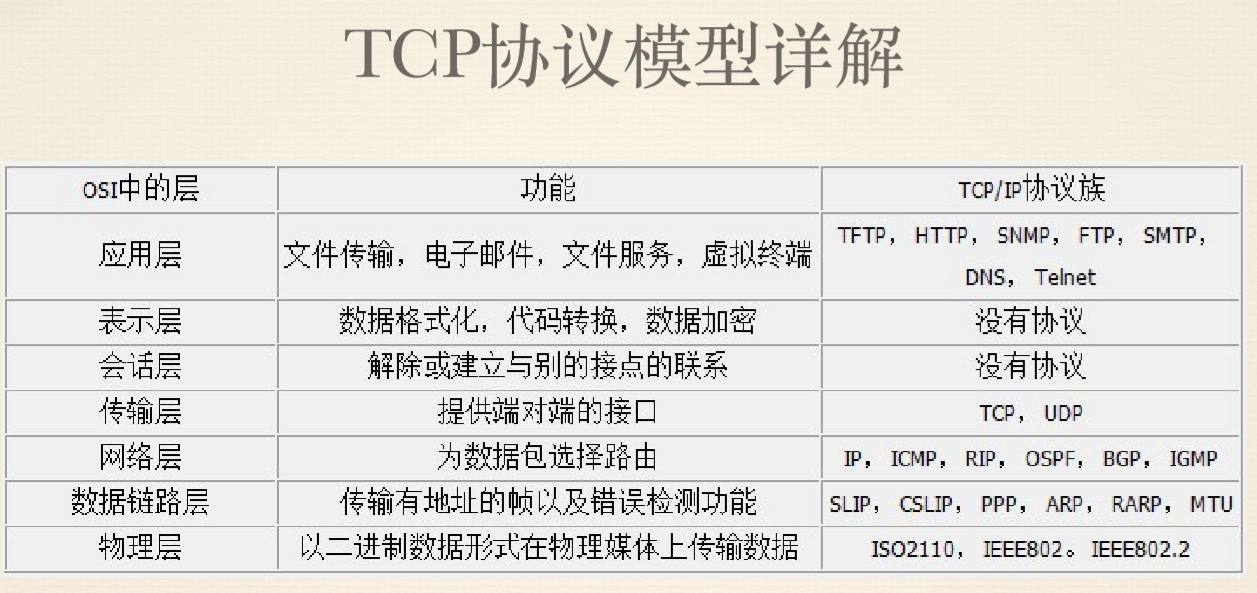 TCP协议模型详解
OSI中的层 功能 TCP/IP协议族
应用层 文件传输，电子邮件，文件服务，虚拟终端 TFTP， HTTP， SNMP， FTP， SMTP，
DNS， Telnet
表示层 数据格式化，代码转换，数据加密 没有协议
会话层 解除或建立与别的接点的联系 没有协议
传输层 提供端对端的接口 TCP， UDP
网络层 为数据包选择路由 IP， ICMP， RIP， OSPF， BGP， IGMP
数据链路层 传输有地址的帧以及错误检测功能 SLIP， CSLIP， PPP， ARP， RARP， MTU
物理层 以二进制数据形式在物理媒体上传输数据 ISO2110， IEEE802。IEEE802.2